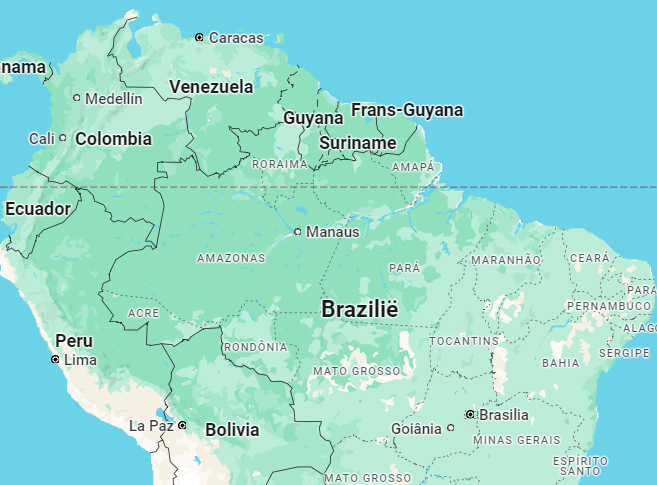 Caracas
nama
Venezuela
Medellín
Guyana
Frans-Guyana
Cali
Colombia
Suriname
RORAIMA
AMAPÁ
Ecuador
Manaus
AMAZONAS
PARÁ
MARANHÃO
CEARÁ
PARA
Brazilië
PERNAMBUCO
ACRE
ALAGO
Peru
RONDÔNIA
TOCANTINS
SERGIPE
Lima
MATO GROSSO
BAHIA
Brasilia
La Paz
Bolivia
Goiânia
MINAS GERAIS
ESPÍRITO
SANTO
MATO GROSSO